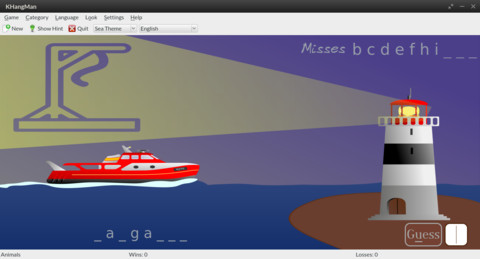 KHangMan
Game Category Language Look Settings Help
New Show Hint Quit Sea Theme English
Misses b c d e f h i _ _ _
_ a _ g a _ _ _
Guess
Animals Wins: 0 Losses: 0